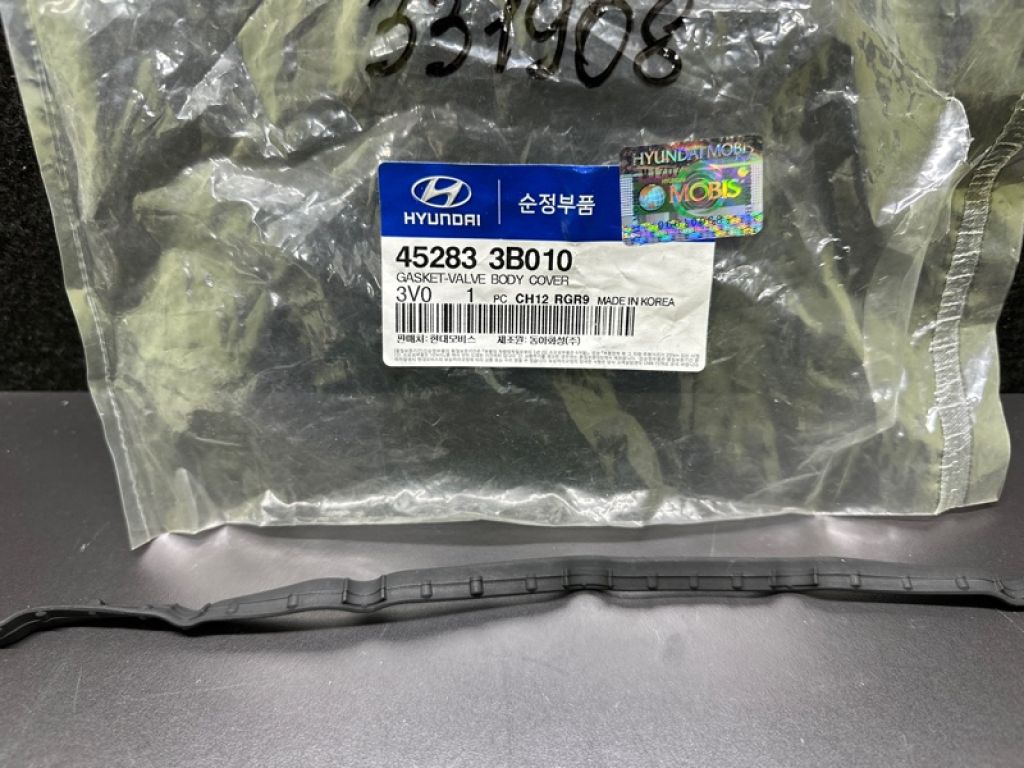 331908
HYUNDAI MOBIS
MOBIS
HYUNDAI 순정부품
45283 3B010
GASKET-VALVE BODY COVER
3V0 1 PC CH12 RGR9 MADE IN KOREA
판매처: 현대모비스 제조원: 동아화성(주)